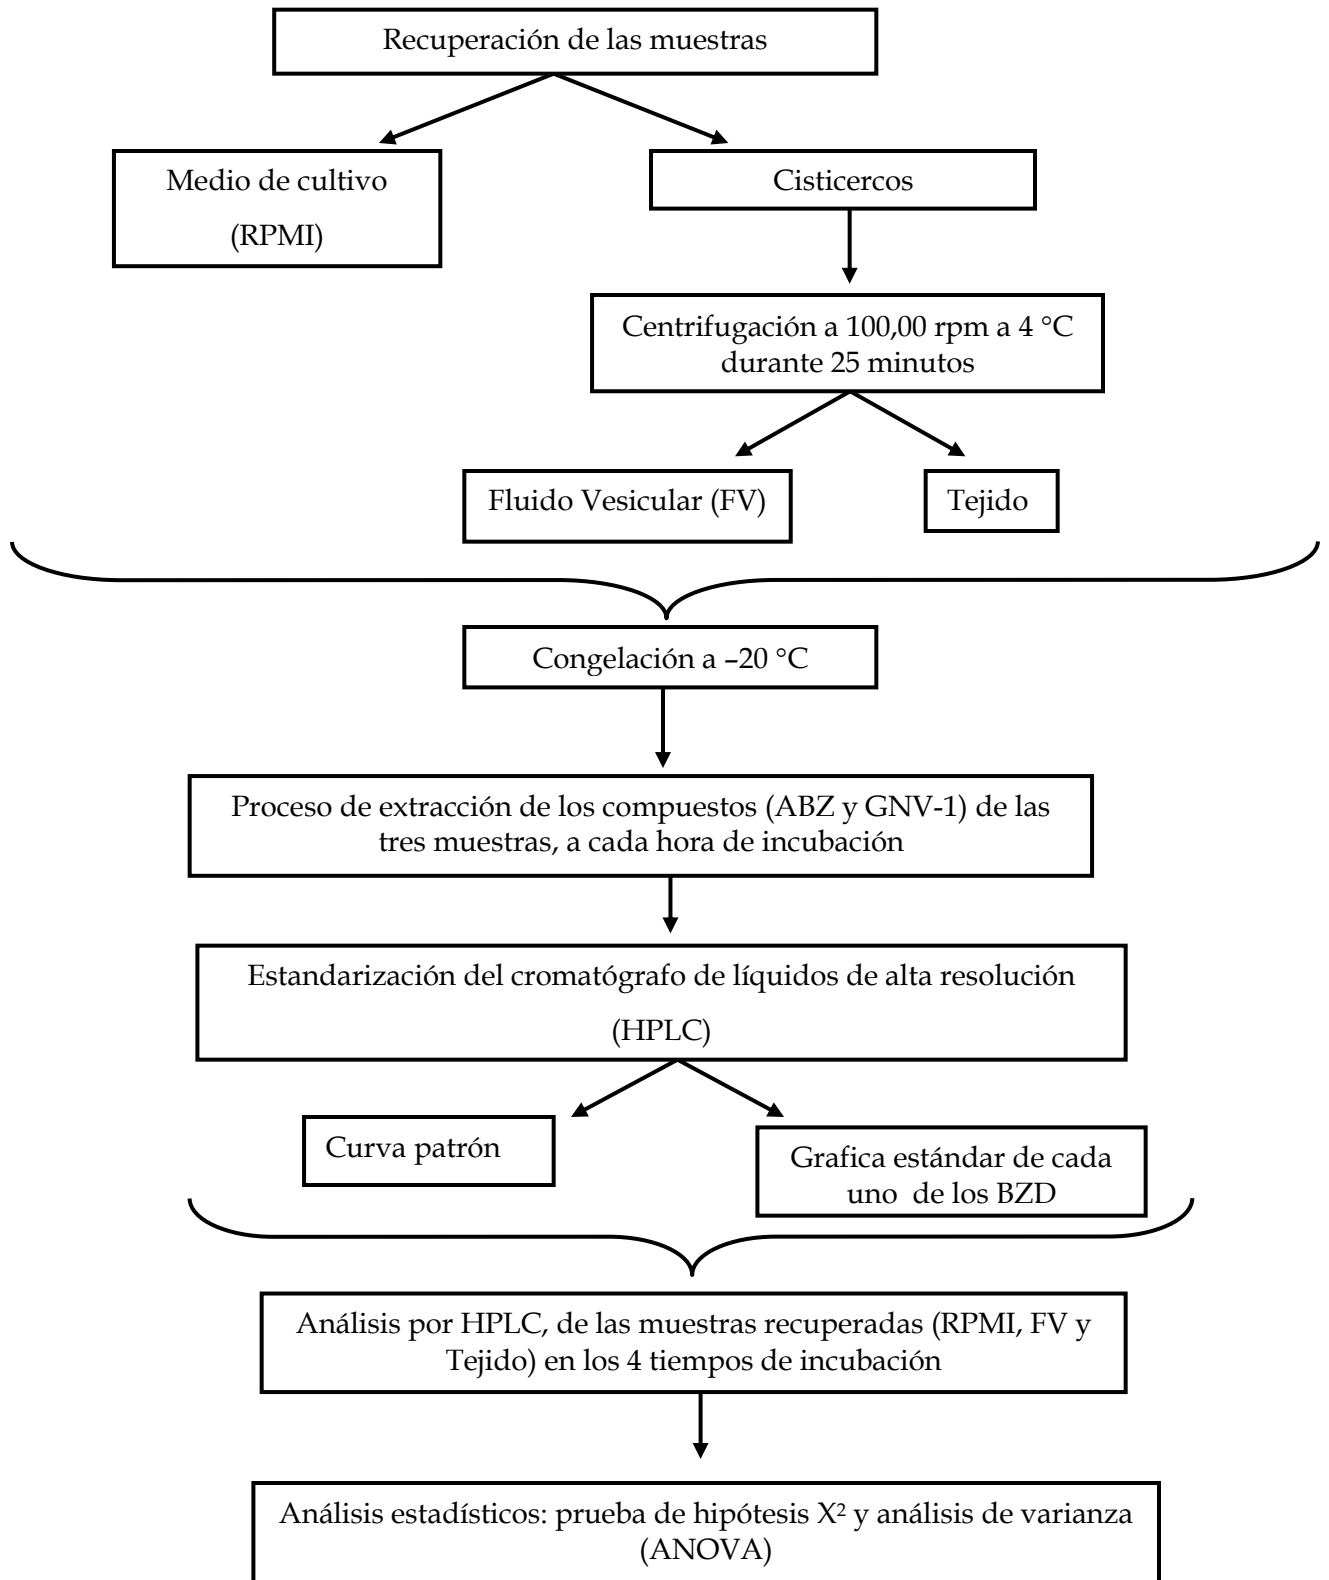 Recuperación de las muestras
Medio de cultivo
(RPMI)
Cisticercos
Centrifugación a 100,00 rpm a 4 °C
durante 25 minutos
Fluido Vesicular (FV)
Tejido
Congelación a –20 °C
Proceso de extracción de los compuestos (ABZ y GNV-1) de las
tres muestras, a cada hora de incubación
Estandarización del cromatógrafo de líquidos de alta resolución
(HPLC)
Curva patrón
Grafica estándar de cada
uno de los BZD
Análisis por HPLC, de las muestras recuperadas (RPMI, FV y
Tejido) en los 4 tiempos de incubación
Análisis estadísticos: prueba de hipótesis X² y análisis de varianza
(ANOVA)